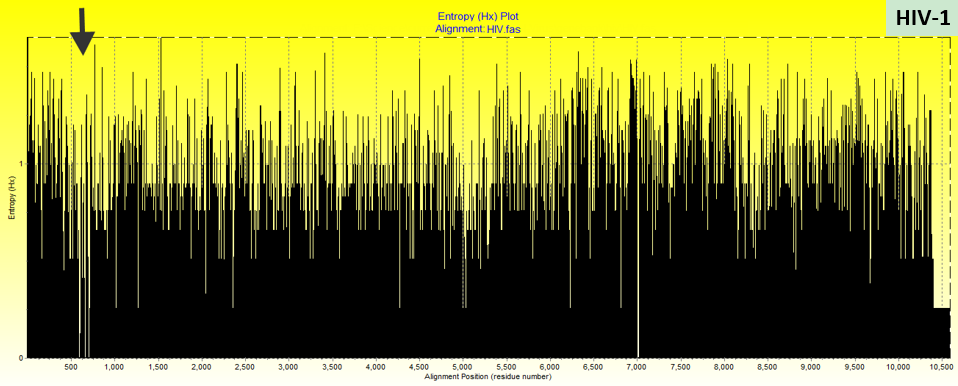 Entropy (Hx) Plot
HIV-1
Alignment: HIV.fas
1
Entropy (Hx)
0
500 1,000 1,500 2,000 2,500 3,000 3,500 4,000 4,500 5,000 5,500 6,000 6,500 7,000 7,500 8,000 8,500 9,000 9,500 10,000 10,500
Alignment Position (residue number)